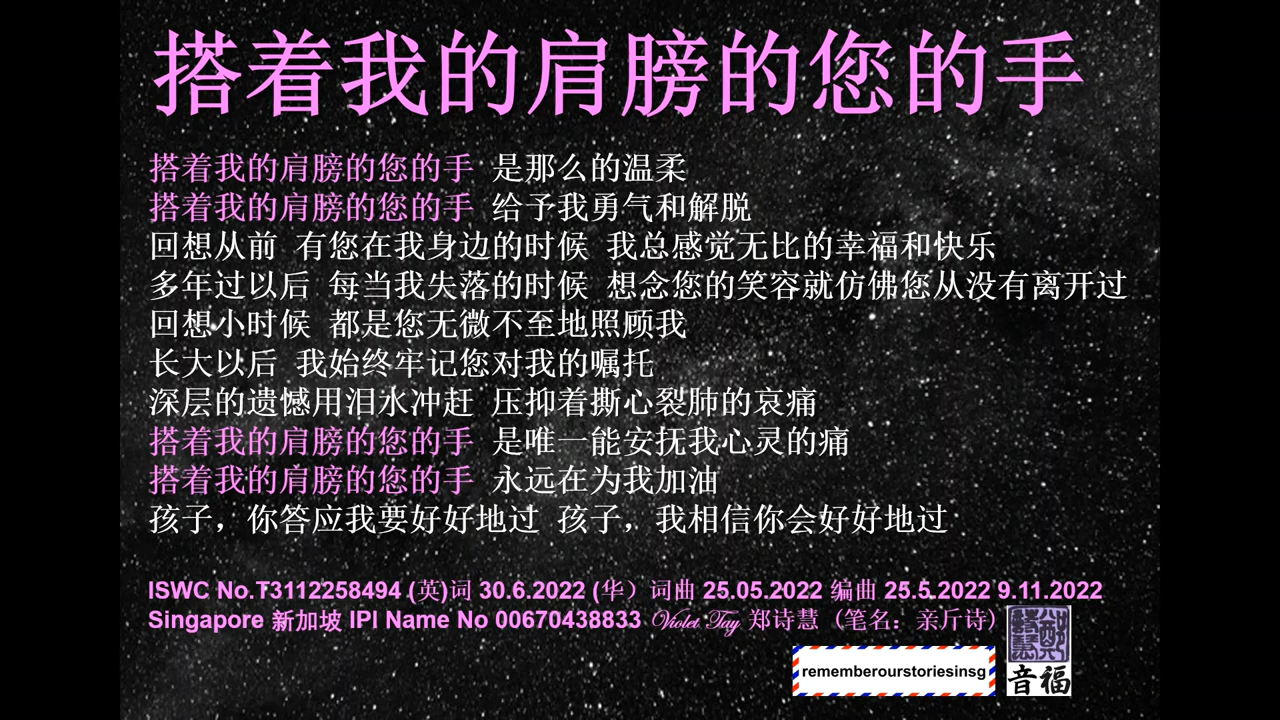 搭着我的肩膀的您的手
搭着我的肩膀的您的手 是那么的温柔
搭着我的肩膀的您的手 给予我勇气和解脱
回想从前 有您在我身边的时候 我总感觉无比的幸福和快乐
多年过以后 每当我失落的时候 想念您的笑容就仿佛您从没有离开过
回想小时候 都是您无微不至地照顾我
长大以后 我始终牢记您对我的嘱托
深层的遗憾用泪水冲赶 压抑着撕心裂肺的哀痛
搭着我的肩膀的您的手 是唯一能安抚我心灵的痛
搭着我的肩膀的您的手 永远在为我加油
孩子，你答应我要好好地过 孩子，我相信你会好好地过
ISWC No.T3112258494 (英)词 30.6.2022 (华）词曲 25.05.2022 编曲 25.5.2022 9.11.2022
Singapore 新加坡 IPI Name No 00670438833 Violet Tay 郑诗慧（笔名：亲斤诗）
rememberourstoriesinsg
音福